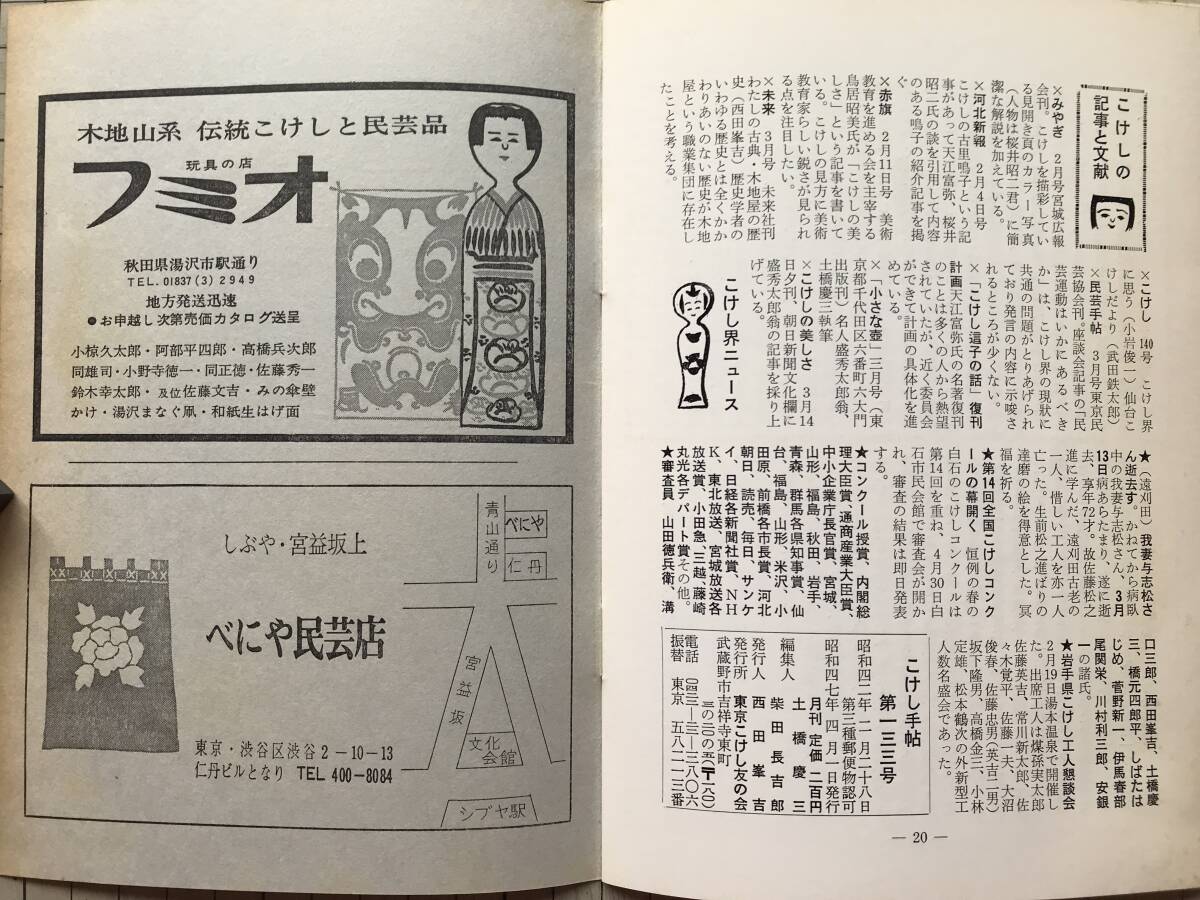 木地山系 伝統こけしと民芸品
玩具の店
フミオ
秋田県湯沢市駅通り
TEL. 01837 (3) 2949
地方発送迅速
●お申越し次第売価カタログ送呈
小椋久太郎・阿部平四郎・高橋兵次郎
同雄司・小野寺徳一・同正徳・佐藤秀一
鈴木幸太郎・及位佐藤文吉・みの傘壁
かけ・湯沢まなぐ凧・和紙生はげ面
しぶや・宮益坂上
べにや民芸店
東京・渋谷区渋谷2-10-13
仁丹ビルとなり TEL 400-8084
青山通り
べにや
仁丹
宮益坂
文化
会館
シブヤ駅
こけしの
記事と文献
×みやぎ 2月号宮城広報
会刊。こけしを描彩してい
る見開き頁のカラー写真
(人物は桜井昭二君)に簡
潔な解説を加えている。
×河北新報 2月4日号
こけしの古里鳴子という記
事があって天江富弥、桜井
昭二氏の談を引用して内容
のある鳴子の紹介記事を掲
ぐ
×赤旗 2月11日号 美術
教育を進める会を主宰する
鳥居昭美氏が「こけしの美
しさ」という記事を書いて
いる。こけしの見方に美術
教育家らしい鋭さが見られ
る点を注目したい。
×未来 3月号 未来社刊
わたしの古典・木地屋の歴
史(西田峯吉)歴史学者の
いわゆる歴史とは全くかか
わりあいのない歴史が木地
屋という職業集団に存在し
たことを考える。
×こけし 140号 こけし界
に思う(小岩俊一)仙台こ
けしだより(武田鉄太郎)
×民芸手帖 3月号東京民
芸協会刊。座談会記事の「民
芸運動はいかにあるべき
か」は、こけし界の現状に
共通の問題がとりあげられ
ており発言の内容に示唆さ
れるところが少くない。
×「こけし這子の話」復刊
計画天江富弥氏の名著復刊
のことは多くの人から熱望
されていたが、近く委員会
ができて計画の具体化を進
めている。
×「小さな壺」三月号(東
京都千代田区六番町六大門
出版刊)名人盛秀太郎翁、
土橋慶三執筆
×こけしの美しさ 3月14
日夕刊、朝日新聞文化欄に
盛秀太郎翁の記事を採り上
げている。
こけし界ニュース
★(遠刈田)我妻与志松さ
ん逝去す。かねてから病臥
中の我妻与志松さん、3月
13日病あらたまり、遂に逝
去、享年72才。故佐藤松之
進に学んだ、遠刈田古老の
一人、惜しい工人を亦一人
亡った。生前松之進ばりの
達磨の絵を得意とした。冥
福を祈る。
★第14回全国こけしコンク
ールの幕開く 恒例の春の
白石のこけしコンクールは
第14回を重ね、4月30日白
石市民会館で審査会が開か
れ、審査の結果は即日発表
する。
★コンクール授賞、内閣総
理大臣賞、通商産業大臣賞、
中小企業庁長官賞、宮城、
山形、福島、秋田、岩手、
青森、群馬各県知事賞、仙
台、福島、山形、米沢、小
田原、前橋各市長賞、河北
朝日、読売、毎日、サンケ
イ、日経各新聞社賞、NH
K、東北放送、宮城放送各
放送賞、小田急、三越、藤崎
丸光各デパート賞その他。
★審査員 山田徳兵衛、溝
口三郎、西田峯吉、土橋慶
三、橋元四郎平、しばたは
じめ、菅野新一、伊馬春部
尾関栄、川村利三郎、安銀
一の諸氏。
★岩手県こけし工人懇談会
2月19日湯本温泉で開催し
た。出席工人は煤孫実太郎
佐藤英吉、常川新太郎、佐
々木覚平、佐藤一夫、大沼
俊春、佐藤忠男(英吉二男)
坂下隆男、高橋金三、小林
定雄、松本鶴次の外新型工
人数名盛会であった。
こけし手帖
第一三三号
昭和四二年一一月二十八日
第三種郵便物認可
昭和四七年四月一日発行
月刊 定価二百円
編集人 土橋慶三
柴田長吉郎
発行人 西田峯吉
発行所 東京こけし友の会
武蔵野市吉祥寺東町
三の二〇の五(〒一八〇)
電話 〇四二二―二二―三八〇六
振替 東京 五八二一三番
— 20 —